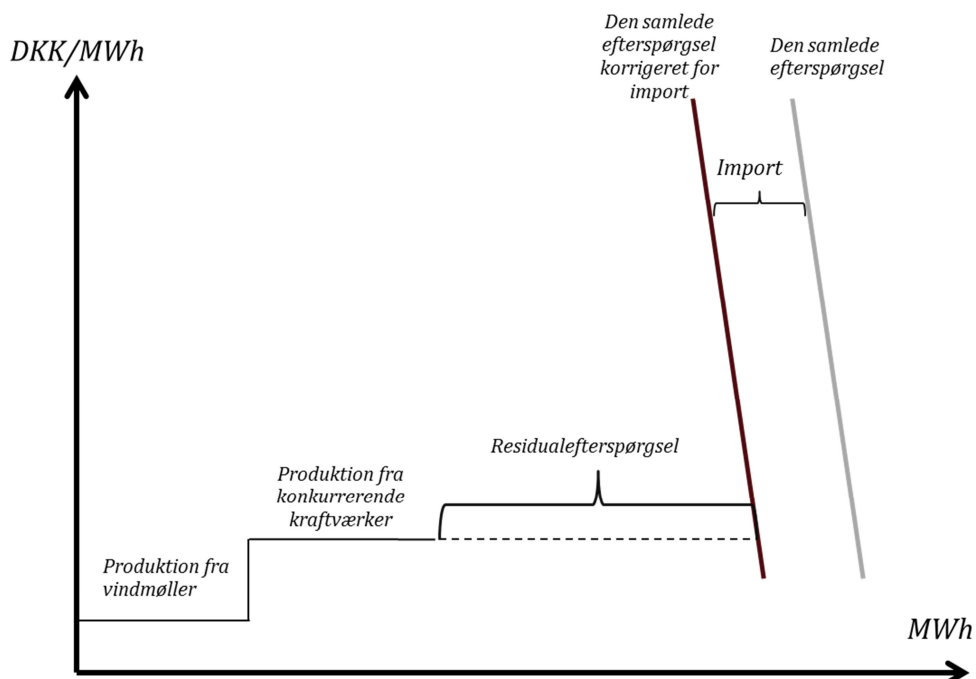 DKK/MWh
Den samlede
efterspørgsel
korrigeret for
import
Den samlede
efterspørgsel
Import
Residualefterspørgsel
Produktion fra
konkurrerende
kraftværker
Produktion fra
vindmøller
MWh